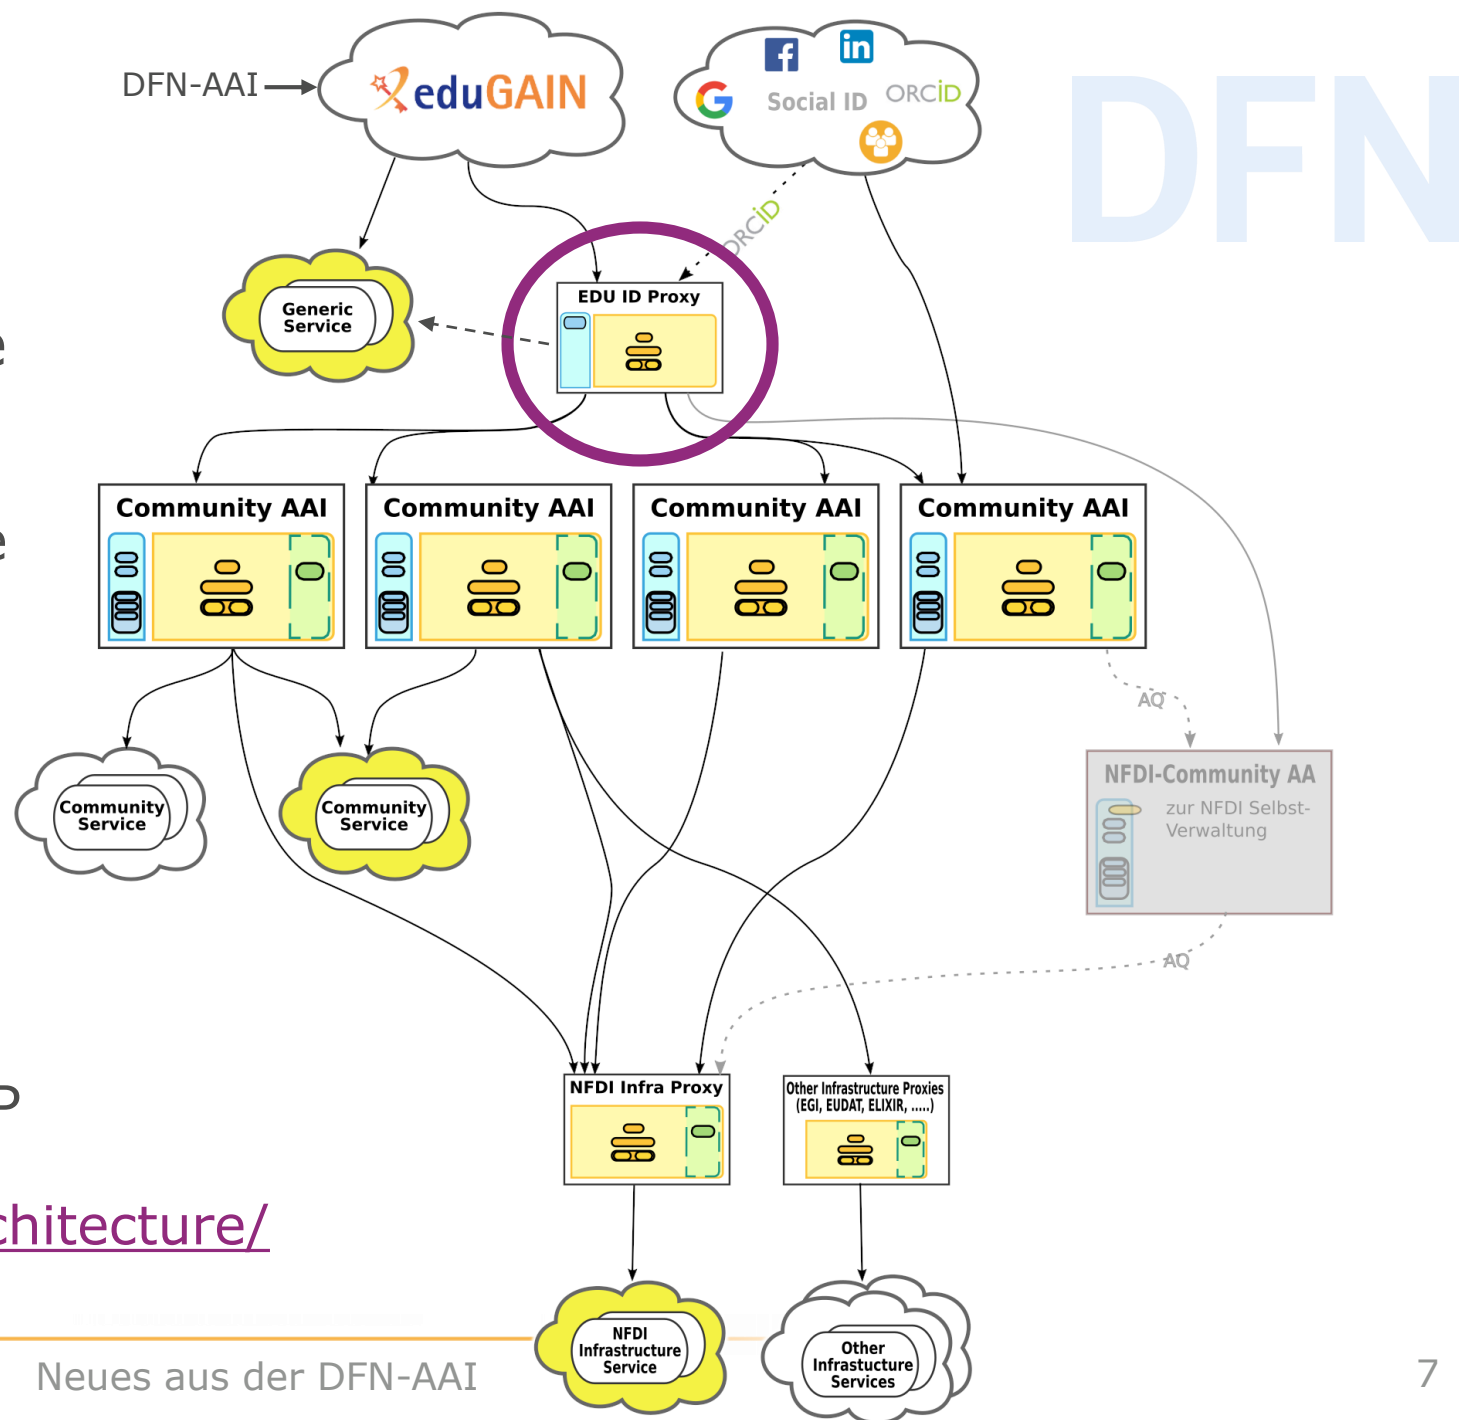 DFN-AAI
eduGAIN
f
in
G
Social ID
ORCiD
DFN
ORCiD
Generic
Service
EDU ID Proxy
e
Community AAI
Community AAI
Community AAI
Community AAI
e
AQ
NFDI-Community AA
zur NFDI Selbst-
Verwaltung
Community
Service
Community
Service
AQ
NFDI Infra Proxy
Other Infrastructure Proxies
(EGI, EUDAT, ELIXIR, .....)
P
chitecture/
NFDI
Infrastructure
Service
Other
Infrastucture
Services
Neues aus der DFN-AAI
7